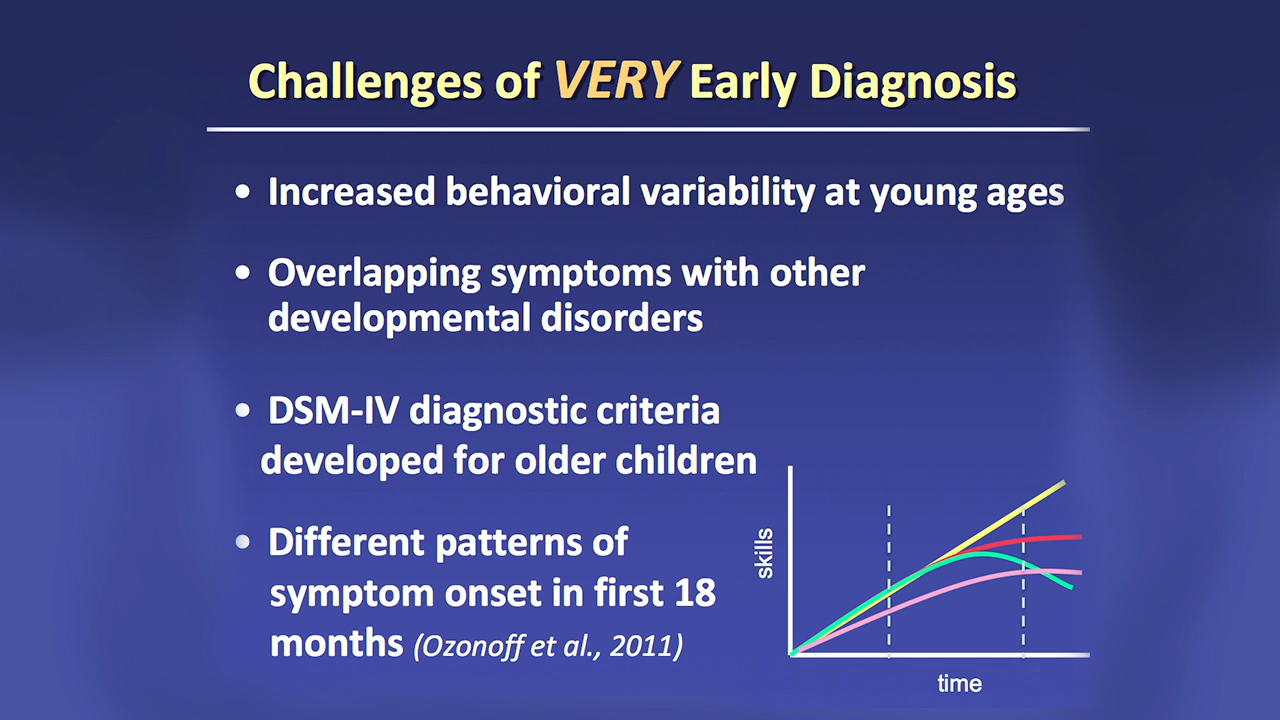 Challenges of VERY Early Diagnosis
• Increased behavioral variability at young ages
• Overlapping symptoms with other
developmental disorders
• DSM-IV diagnostic criteria
developed for older children
• Different patterns of
symptom onset in first 18
months (Ozonoff et al., 2011)
skills
time